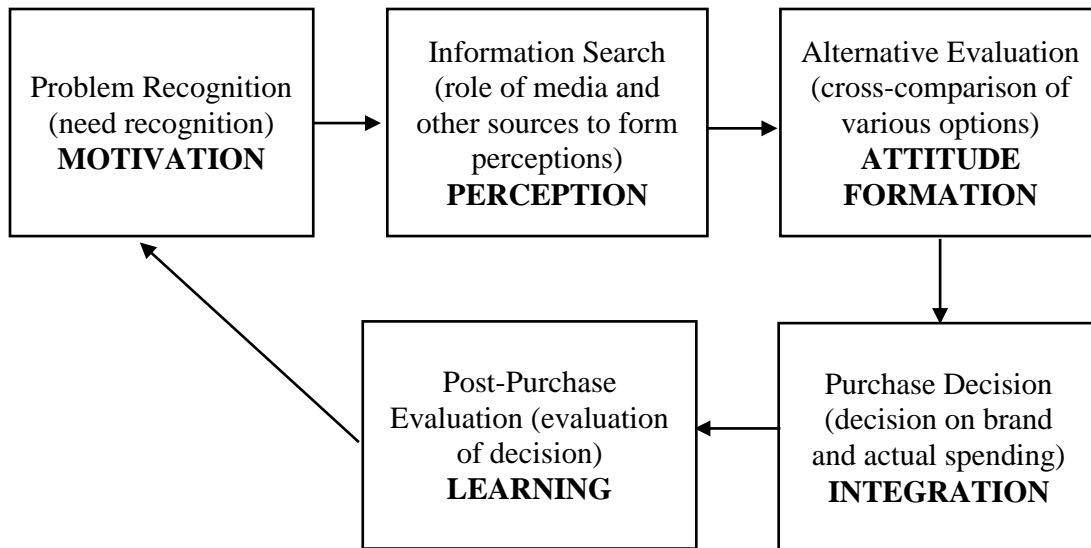 Problem Recognition
(need recognition)
MOTIVATION
Information Search
(role of media and
other sources to form
perceptions)
PERCEPTION
Alternative Evaluation
(cross-comparison of
various options)
ATTITUDE
FORMATION
Purchase Decision
(decision on brand
and actual spending)
INTEGRATION
Post-Purchase
Evaluation (evaluation
of decision)
LEARNING